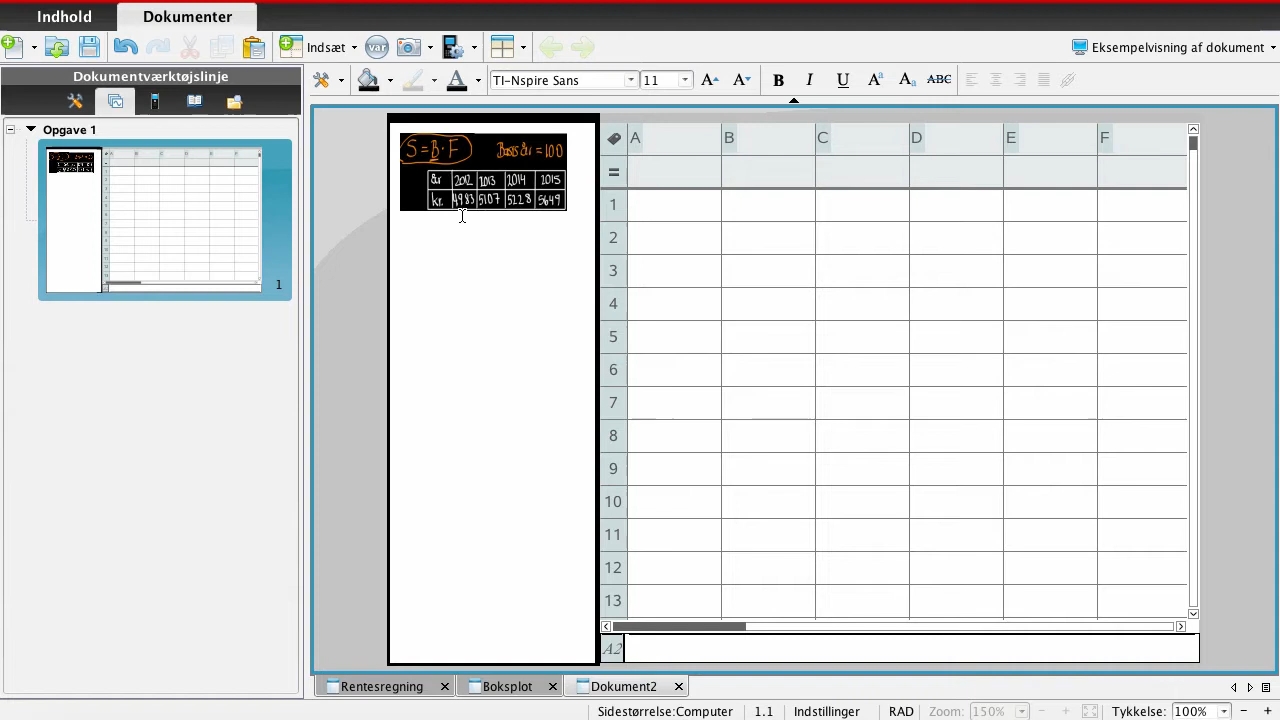 Indhold Dokumenter
Indsæt var Eksempelvisning af dokument
Dokumentværktøjslinje
TI-Nspire Sans 11 B I U ABC
Opgave 1
1
S = B · F Basis år = 100
år 2012 2013 2014 2015
kr. 4983 5107 5228 5649
A B C D E F
=
1
2
3
4
5
6
7
8
9
10
11
12
13
A2
Rentesregning Boksplot Dokument2
Sidestørrelse:Computer 1.1 Indstillinger RAD Zoom: 150% Tykkelse: 100%